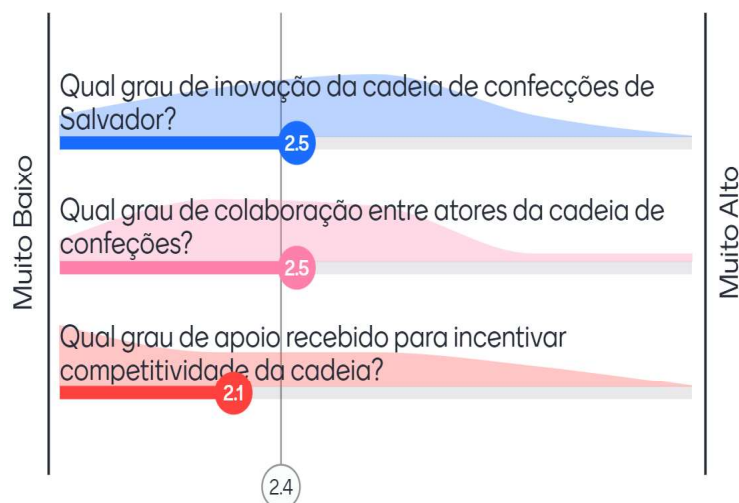 Qual grau de inovação da cadeia de confecções de
Salvador?
2.5
Qual grau de colaboração entre atores da cadeia de
confeções?
2.5
Qual grau de apoio recebido para incentivar
competitividade da cadeia?
2.1
2.4
Muito Baixo
Muito Alto